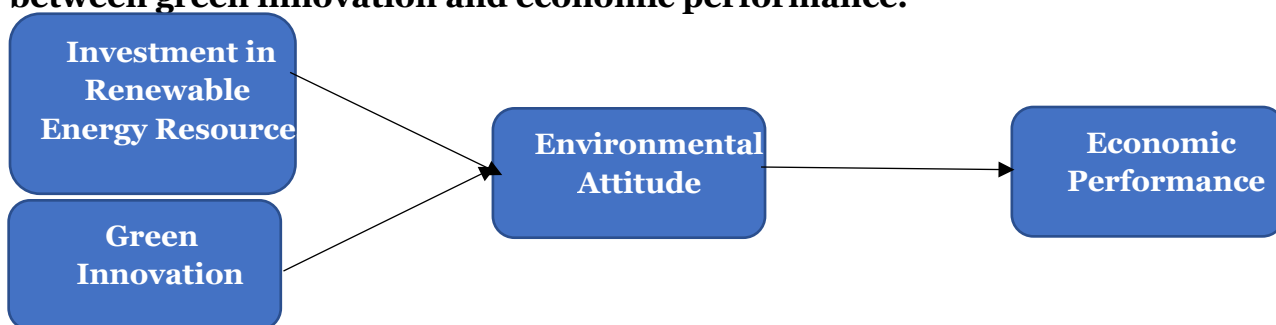 between green innovation and economic performance.
Investment in
Renewable
Energy Resource
Green
Innovation
Environmental
Attitude
Economic
Performance